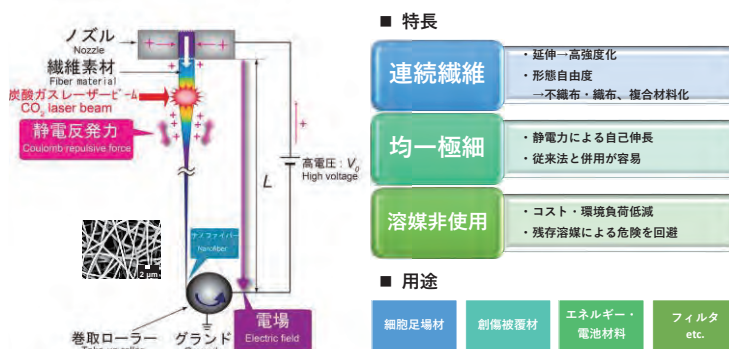 ノズル
Nozzle
繊維素材
Fiber material
炭酸ガスレーザービーム
CO₂ laser beam
静電反発力
Coulomb repulsive force
高電圧：V₀
High voltage
L
ナノファイバー
Nanofiber
2 μm
巻取ローラー
グランド
電場
Electric field
■ 特長
連続繊維
・延伸→高強度化
・形態自由度
→不織布・織布、複合材料化
均一極細
・静電力による自己伸長
・従来法と併用が容易
溶媒非使用
・コスト・環境負荷低減
・残存溶媒による危険を回避
■ 用途
細胞足場材
創傷被覆材
エネルギー・
電池材料
フィルタ
etc.